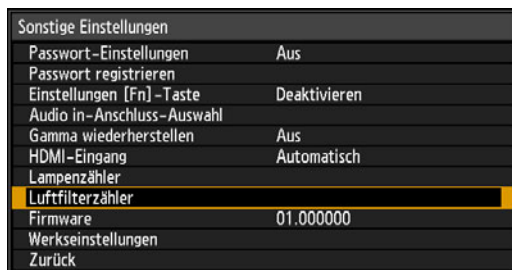 Sonstige Einstellungen
Passwort-Einstellungen Aus
Passwort registrieren
Einstellungen [Fn]-Taste Deaktivieren
Audio in-Anschluss-Auswahl
Gamma wiederherstellen Aus
HDMI-Eingang Automatisch
Lampenzähler
Luftfilterzähler
Firmware 01.000000
Werkseinstellungen
Zurück